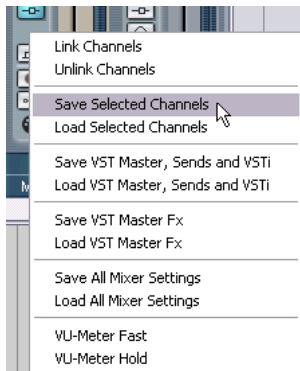 Link Channels
Unlink Channels
Save Selected Channels
Load Selected Channels
Save VST Master, Sends and VSTi
Load VST Master, Sends and VSTi
Save VST Master Fx
Load VST Master Fx
Save All Mixer Settings
Load All Mixer Settings
VU-Meter Fast
VU-Meter Hold